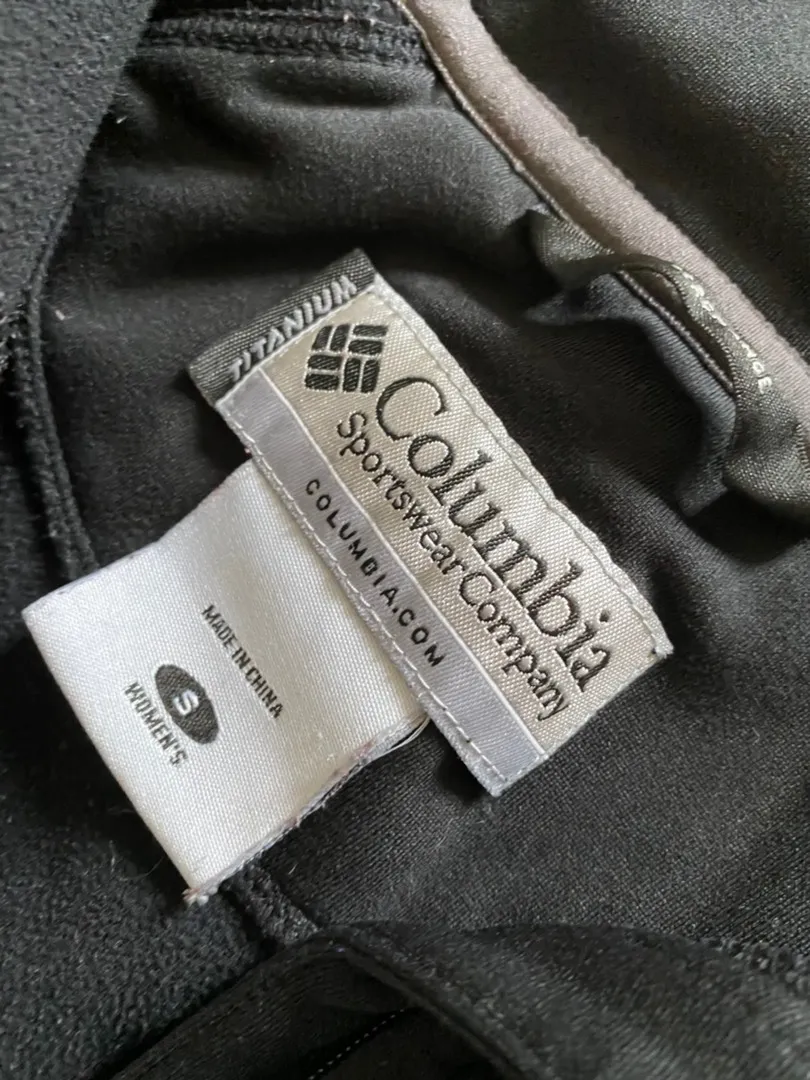 TITANIUM
Columbia
Sportswear Company
COLUMBIA.COM
MADE IN CHINA
S
WOMEN'S